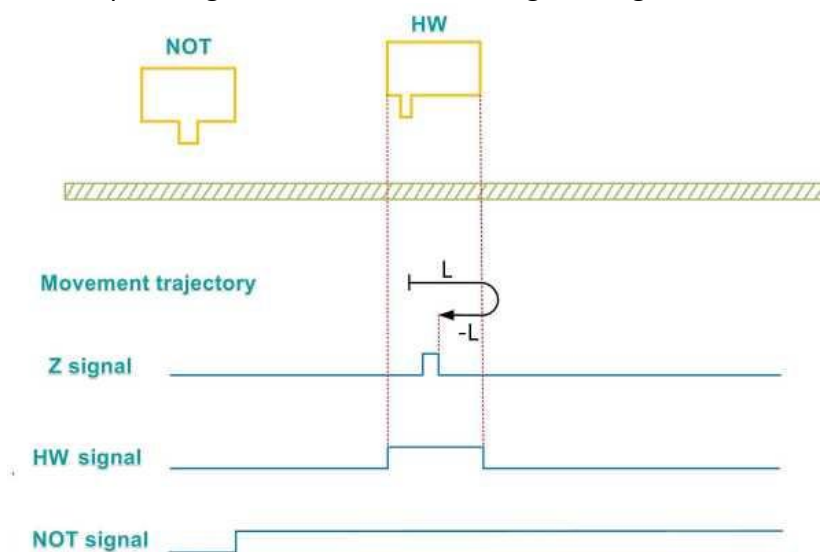 NOT
HW
L
Movement trajectory
-L
Z signal
HW signal
NOT signal